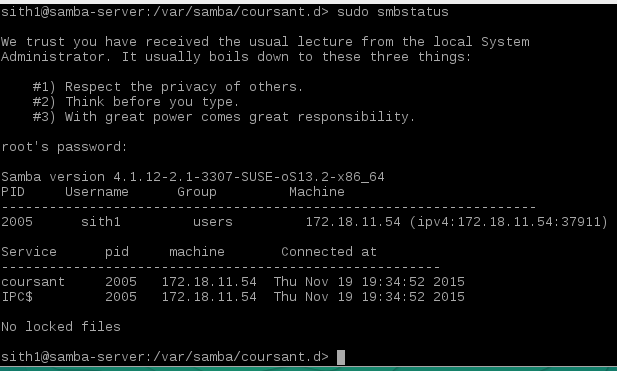 sith1@samba-server:/var/samba/coursant.d> sudo smbstatus
We trust you have received the usual lecture from the local System
Administrator. It usually boils down to these three things:
#1) Respect the privacy of others.
#2) Think before you type.
#3) With great power comes great responsibility.
root's password:
Samba version 4.1.12-2.1-3307-SUSE-oS13.2-x86_64
PID Username Group Machine
-------------------------------------------------------------------
2005 sith1 users 172.18.11.54 (ipv4:172.18.11.54:37911)
Service pid machine Connected at
-------------------------------------------------------
coursant 2005 172.18.11.54 Thu Nov 19 19:34:52 2015
IPC$ 2005 172.18.11.54 Thu Nov 19 19:34:52 2015
No locked files
sith1@samba-server:/var/samba/coursant.d>